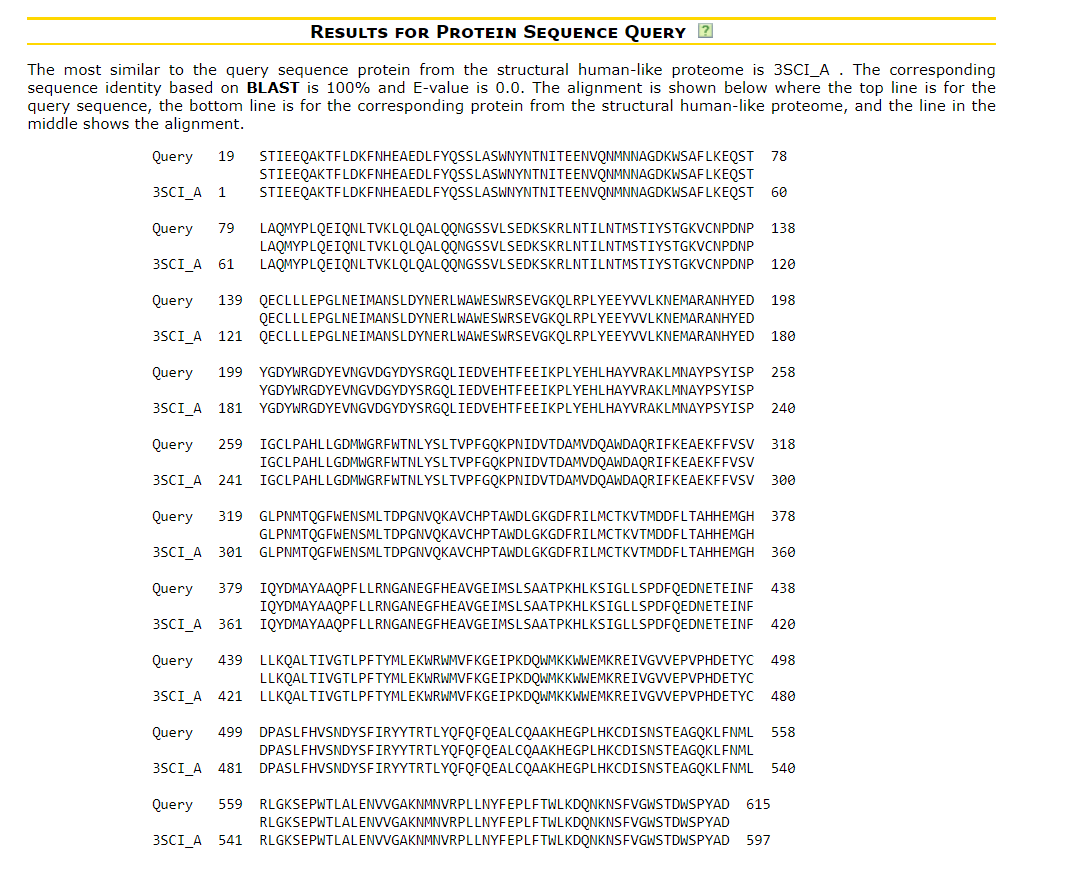 RESULTS FOR PROTEIN SEQUENCE QUERY ?
The most similar to the query sequence protein from the structural human-like proteome is 3SCI_A . The corresponding
sequence identity based on BLAST is 100% and E-value is 0.0. The alignment is shown below where the top line is for the
query sequence, the bottom line is for the corresponding protein from the structural human-like proteome, and the line in the
middle shows the alignment.
Query 19 STIEEQAKTFLDKFNHEAEDLFYQSSLASWNYNTNITEENVQNMNNAGDKWSAFLKEQST 78
STIEEQAKTFLDKFNHEAEDLFYQSSLASWNYNTNITEENVQNMNNAGDKWSAFLKEQST
3SCI_A 1 STIEEQAKTFLDKFNHEAEDLFYQSSLASWNYNTNITEENVQNMNNAGDKWSAFLKEQST 60
Query 79 LAQMYPLQEIQNLTVKLQLQALQQNGSSVLSEDKSKRLNTILNTMSTIYSTGKVCNPDNP 138
LAQMYPLQEIQNLTVKLQLQALQQNGSSVLSEDKSKRLNTILNTMSTIYSTGKVCNPDNP
3SCI_A 61 LAQMYPLQEIQNLTVKLQLQALQQNGSSVLSEDKSKRLNTILNTMSTIYSTGKVCNPDNP 120
Query 139 QECLLLEPGLNEIMANSLDYNERLWAWESWRSEVGKQLRPLYEEYVVLKNEMARANHYED 198
QECLLLEPGLNEIMANSLDYNERLWAWESWRSEVGKQLRPLYEEYVVLKNEMARANHYED
3SCI_A 121 QECLLLEPGLNEIMANSLDYNERLWAWESWRSEVGKQLRPLYEEYVVLKNEMARANHYED 180
Query 199 YGDYWRGDYEVNGVDGYDYSRGQLIEDVEHTFEEIKPLYEHLHAYVRAKLMNAYPSYISP 258
YGDYWRGDYEVNGVDGYDYSRGQLIEDVEHTFEEIKPLYEHLHAYVRAKLMNAYPSYISP
3SCI_A 181 YGDYWRGDYEVNGVDGYDYSRGQLIEDVEHTFEEIKPLYEHLHAYVRAKLMNAYPSYISP 240
Query 259 IGCLPAHLLGDMWGRFWTNLYSLTVPFGQKPNIDVTDAMVDQAWDAQRIFKEAEKFFVSV 318
IGCLPAHLLGDMWGRFWTNLYSLTVPFGQKPNIDVTDAMVDQAWDAQRIFKEAEKFFVSV
3SCI_A 241 IGCLPAHLLGDMWGRFWTNLYSLTVPFGQKPNIDVTDAMVDQAWDAQRIFKEAEKFFVSV 300
Query 319 GLPNMTQGFWENSMLTDPGNVQKAVCHPTAWDLGKGDFRILMCTKVTMDDFLTAHHEMGH 378
GLPNMTQGFWENSMLTDPGNVQKAVCHPTAWDLGKGDFRILMCTKVTMDDFLTAHHEMGH
3SCI_A 301 GLPNMTQGFWENSMLTDPGNVQKAVCHPTAWDLGKGDFRILMCTKVTMDDFLTAHHEMGH 360
Query 379 IQYDMAYAAQPFLLRNGANEGFHEAVGEIMSLSAATPKHLKSIGLLSPDFQEDNETEINF 438
IQYDMAYAAQPFLLRNGANEGFHEAVGEIMSLSAATPKHLKSIGLLSPDFQEDNETEINF
3SCI_A 361 IQYDMAYAAQPFLLRNGANEGFHEAVGEIMSLSAATPKHLKSIGLLSPDFQEDNETEINF 420
Query 439 LLKQALTIVGTLPFTYMLEKWRWMVFKGEIPKDQWMKKWWEMKREIVGVVEPVPHDETYC 498
LLKQALTIVGTLPFTYMLEKWRWMVFKGEIPKDQWMKKWWEMKREIVGVVEPVPHDETYC
3SCI_A 421 LLKQALTIVGTLPFTYMLEKWRWMVFKGEIPKDQWMKKWWEMKREIVGVVEPVPHDETYC 480
Query 499 DPASLFHVSNDYSFIRYYTRTLYQFQFQEALCQAAKHEGPLHKCDISNSTEAGQKLFNML 558
DPASLFHVSNDYSFIRYYTRTLYQFQFQEALCQAAKHEGPLHKCDISNSTEAGQKLFNML
3SCI_A 481 DPASLFHVSNDYSFIRYYTRTLYQFQFQEALCQAAKHEGPLHKCDISNSTEAGQKLFNML 540
Query 559 RLGKSEPWTLALENVVGAKNMNVRPLLNYFEPLFTWLKDQNKNSFVGWSTDWSPYAD 615
RLGKSEPWTLALENVVGAKNMNVRPLLNYFEPLFTWLKDQNKNSFVGWSTDWSPYAD
3SCI_A 541 RLGKSEPWTLALENVVGAKNMNVRPLLNYFEPLFTWLKDQNKNSFVGWSTDWSPYAD 597